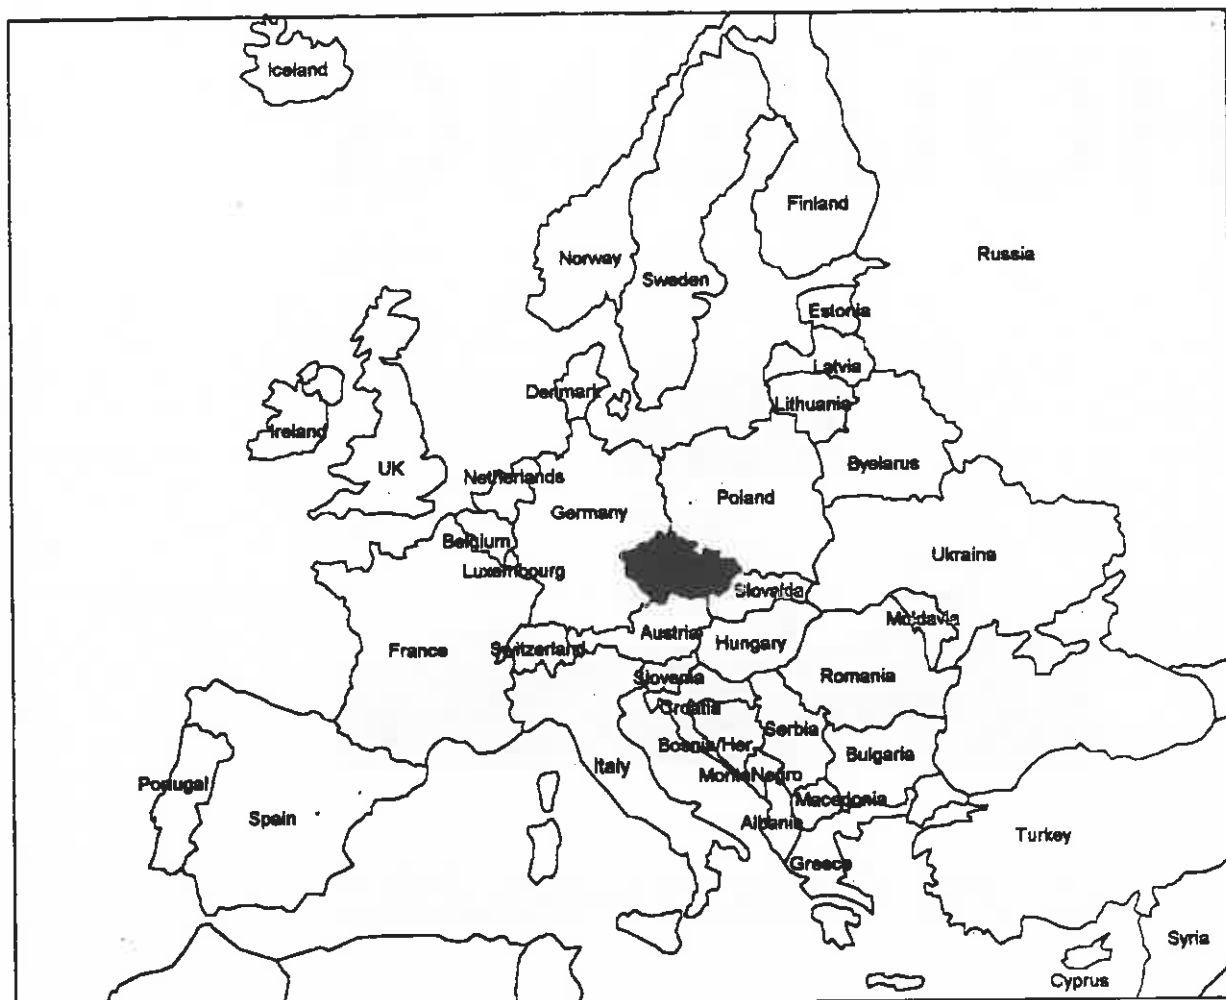 Iceland
Finland
Russia
Norway
Sweden
Estonia
Latvia
Denmark
Lithuania
Ireland
UK
Byelarus
Netherlands
Poland
Germany
Belgium
Ukraine
Luxembourg
Slovakia
Moldavia
Austria
France
Switzerland
Hungary
Slovenia
Romania
Croatia
Serbia
Bosnia/Her
Bulgaria
Italy
MonteNegro
Portugal
Macedonia
Spain
Albania
Turkey
Greece
Syria
Cyprus